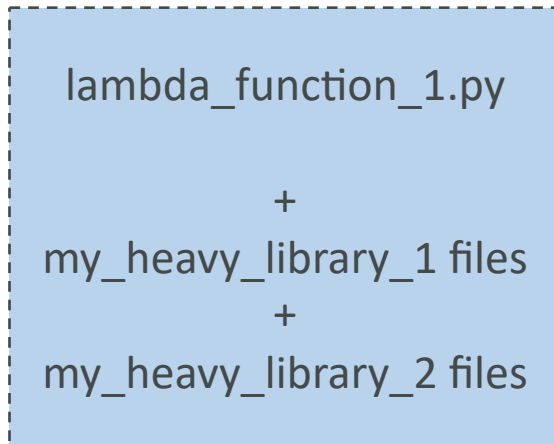 lambda_function_1.py
+
my_heavy_library_1 files
+
my_heavy_library_2 files